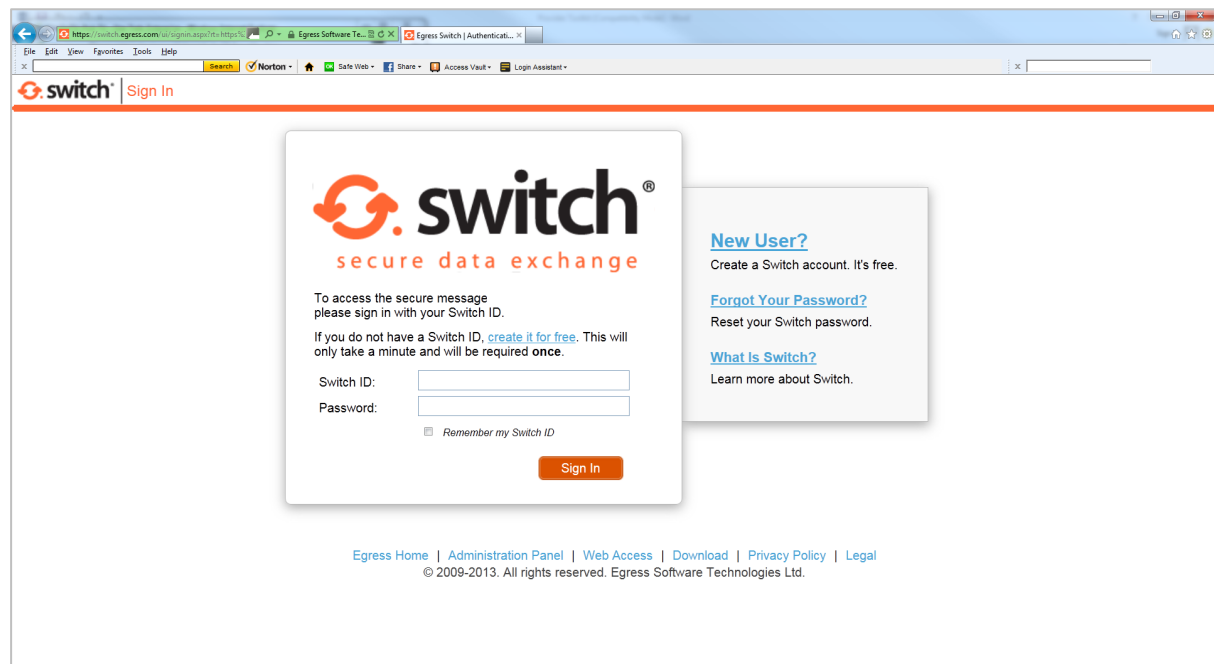 https://switch.egress.com/ui/signin.aspx?rt=https% Egress Software Te... Egress Switch | Authenticati...
File Edit View Favorites Tools Help
x Search Norton Safe Web Share Access Vault Login Assistant x
switch Sign In
switch®
secure data exchange
To access the secure message
please sign in with your Switch ID.
If you do not have a Switch ID, create it for free. This will
only take a minute and will be required once.
Switch ID:
Password:
Remember my Switch ID
Sign In
New User?
Create a Switch account. It's free.
Forgot Your Password?
Reset your Switch password.
What Is Switch?
Learn more about Switch.
Egress Home | Administration Panel | Web Access | Download | Privacy Policy | Legal
© 2009-2013. All rights reserved. Egress Software Technologies Ltd.